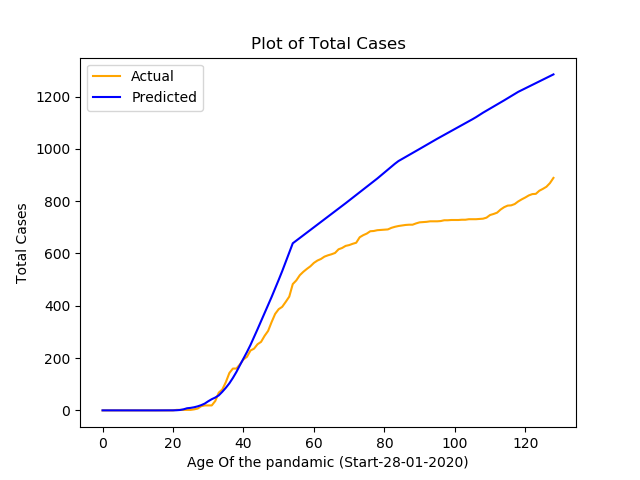 Plot of Total Cases
Actual
Predicted
Total Cases
1200
1000
800
600
400
200
0
0 20 40 60 80 100 120
Age Of the pandamic (Start-28-01-2020)